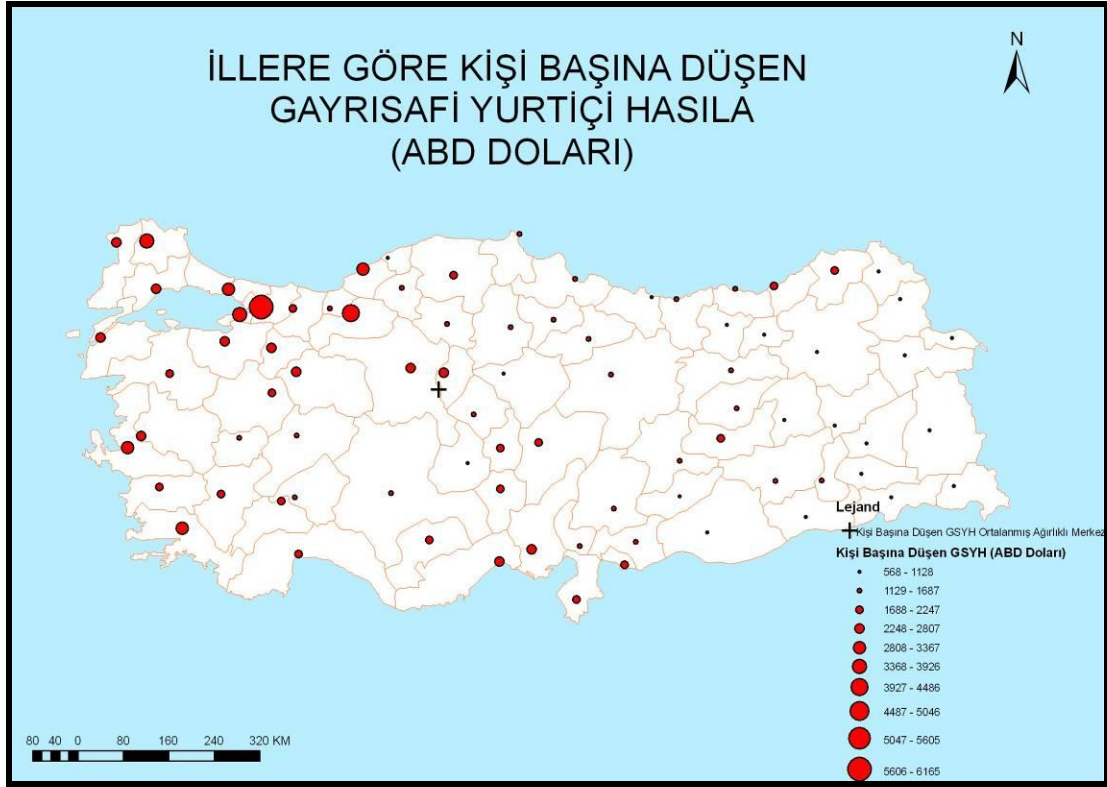 İLLERE GÖRE KİŞİ BAŞINA DÜŞEN
GAYRISAFİ YURTİÇİ HASILA
(ABD DOLARI)
N
Lejand
Kişi Başına Düşen GSYH Ortalanmış Ağırlıklı Merkez
Kişi Başına Düşen GSYH (ABD Doları)
568 - 1128
1129 - 1687
1688 - 2247
2248 - 2807
2808 - 3367
3368 - 3926
3927 - 4486
4487 - 5046
5047 - 5605
5606 - 6165
80 40 0 80 160 240 320 KM